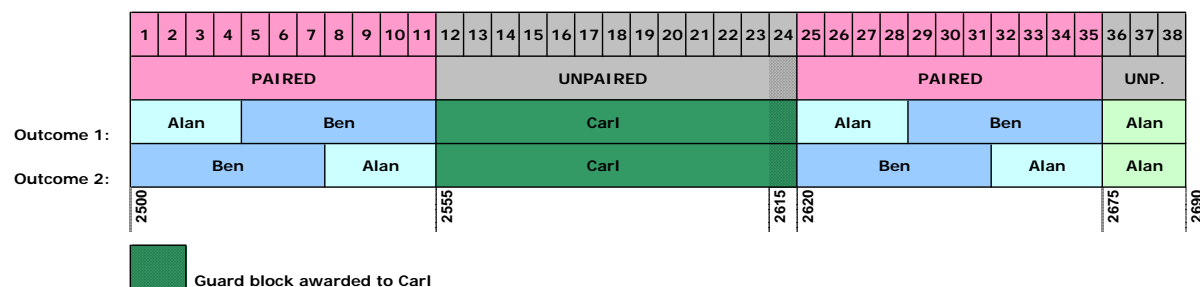 1 2 3 4 5 6 7 8 9 10 11 12 13 14 15 16 17 18 19 20 21 22 23 24 25 26 27 28 29 30 31 32 33 34 35 36 37 38
PAIRED UNPAIRED PAIRED UNP.
Outcome 1: Alan Ben Carl Alan Ben Alan
Outcome 2: Ben Alan Carl Ben Alan Alan
2500 2555 2615 2620 2675 2690
Guard block awarded to Carl